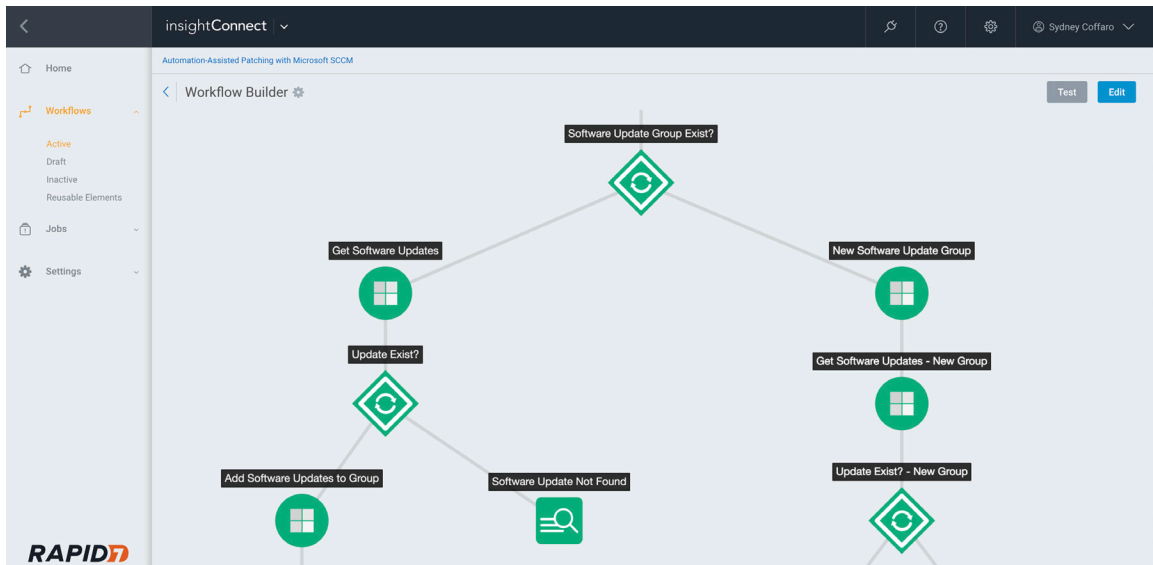 insightConnect
Sydney Coffaro
Home
Workflows
Active
Draft
Inactive
Reusable Elements
Jobs
Settings
RAPID7
Automation-Assisted Patching with Microsoft SCCM
Workflow Builder
Test
Edit
Software Update Group Exist?
Get Software Updates
New Software Update Group
Update Exist?
Get Software Updates - New Group
Add Software Updates to Group
Software Update Not Found
Update Exist? - New Group